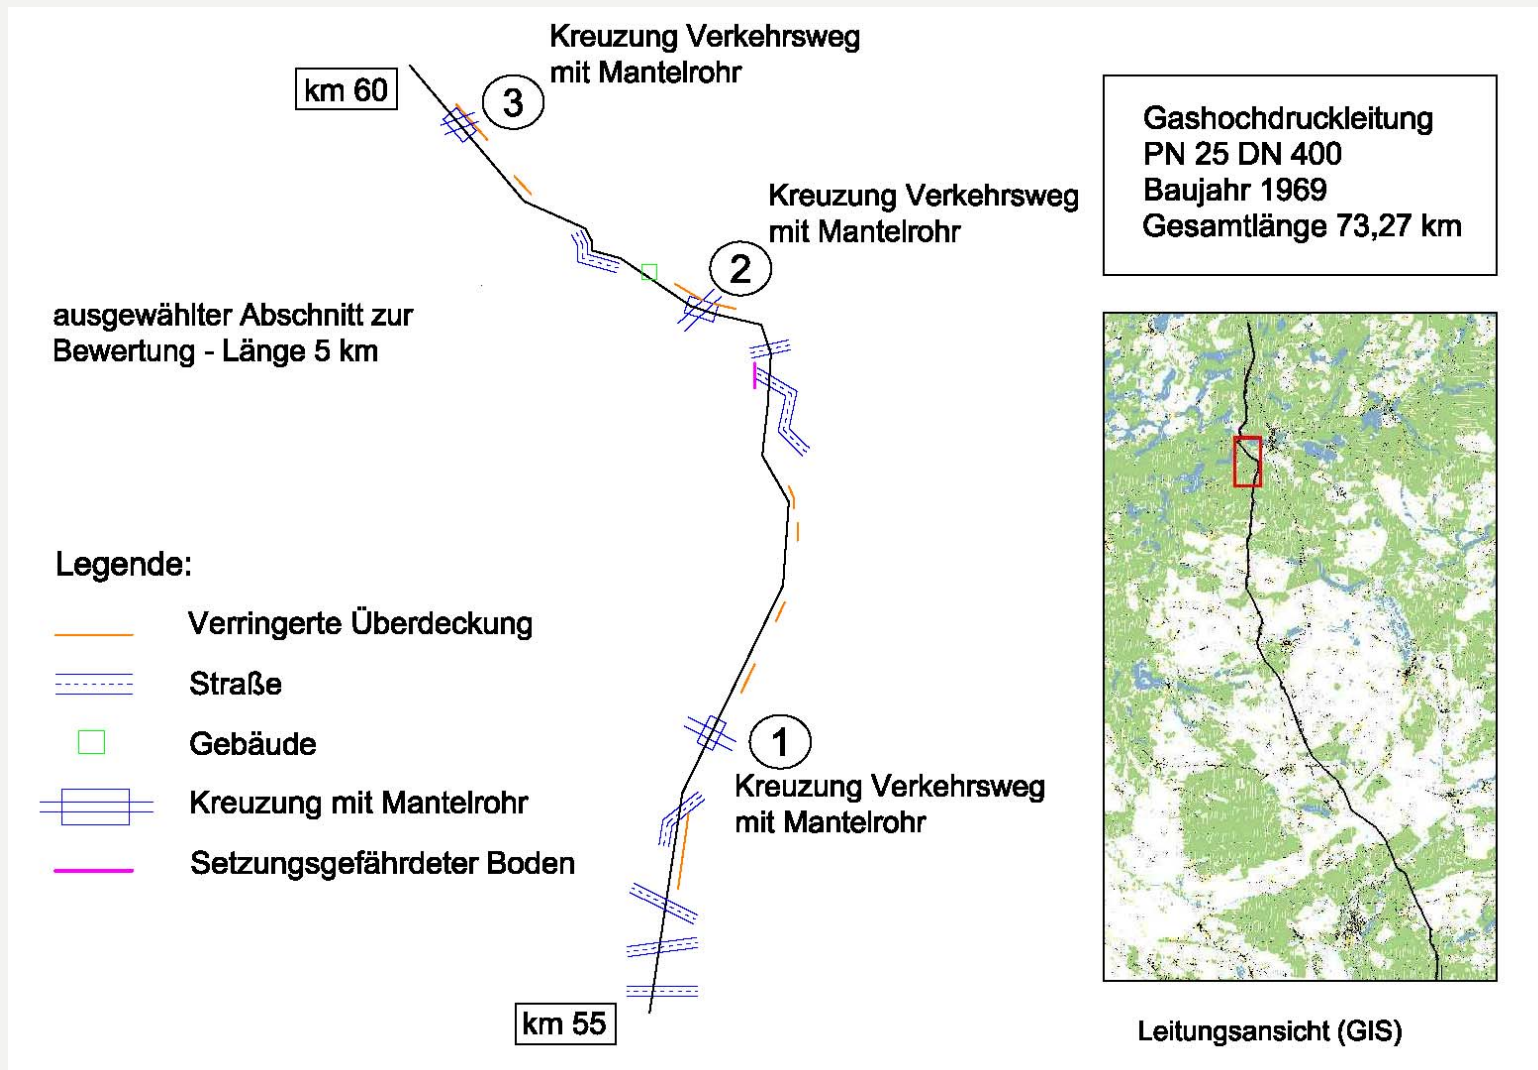 Kreuzung Verkehrsweg
mit Mantelrohr
km 60
3
Gashochdruckleitung
PN 25 DN 400
Baujahr 1969
Gesamtlänge 73,27 km
Kreuzung Verkehrsweg
mit Mantelrohr
2
ausgewählter Abschnitt zur
Bewertung - Länge 5 km
Legende:
Verringerte Überdeckung
Straße
Gebäude
Kreuzung mit Mantelrohr
Setzungsgefährdeter Boden
1
Kreuzung Verkehrsweg
mit Mantelrohr
km 55
Leitungsansicht (GIS)